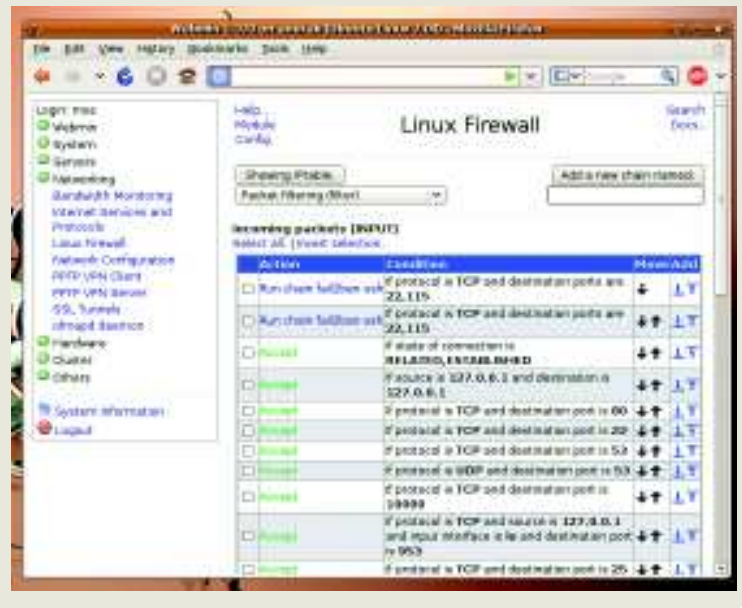 File Edit View History Bookmarks Tools Help
Login: root
Webmin
System
Servers
Networking
Bandwidth Monitoring
Internet Services and
Protocols
Linux Firewall
Network Configuration
PPTP VPN Client
PPTP VPN Server
SSL Tunnels
Hardware
Cluster
Others
System Information
Logout
Help..
Module
Config..
Linux Firewall
Search
Docs..
Showing IPtable:
Packet filtering (filter)
Add a new chain named:
Incoming packets (INPUT)
Select all. | Invert selection.
Action Condition Move Add
Run chain If protocol is TCP and destination ports are
22,115
Run chain If protocol is TCP and destination ports are
22,115
Accept If state of connection is
RELATED,ESTABLISHED
Accept If source is 127.0.0.1 and destination is
127.0.0.1
Accept If protocol is TCP and destination port is 80
Accept If protocol is TCP and destination port is 22
Accept If protocol is TCP and destination port is 53
Accept If protocol is UDP and destination port is 53
Accept If protocol is TCP and destination port is
10000
Accept If protocol is TCP and source is 127.0.0.1
and input interface is lo and destination port
is 953
Accept If protocol is TCP and destination port is 25